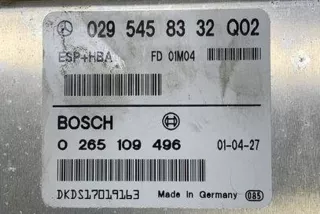 029 545 83 32 Q02
ESP+HBA FD 01M04
BOSCH
0 265 109 496 01-04-27
DKDS17019163 Made in Germany 085